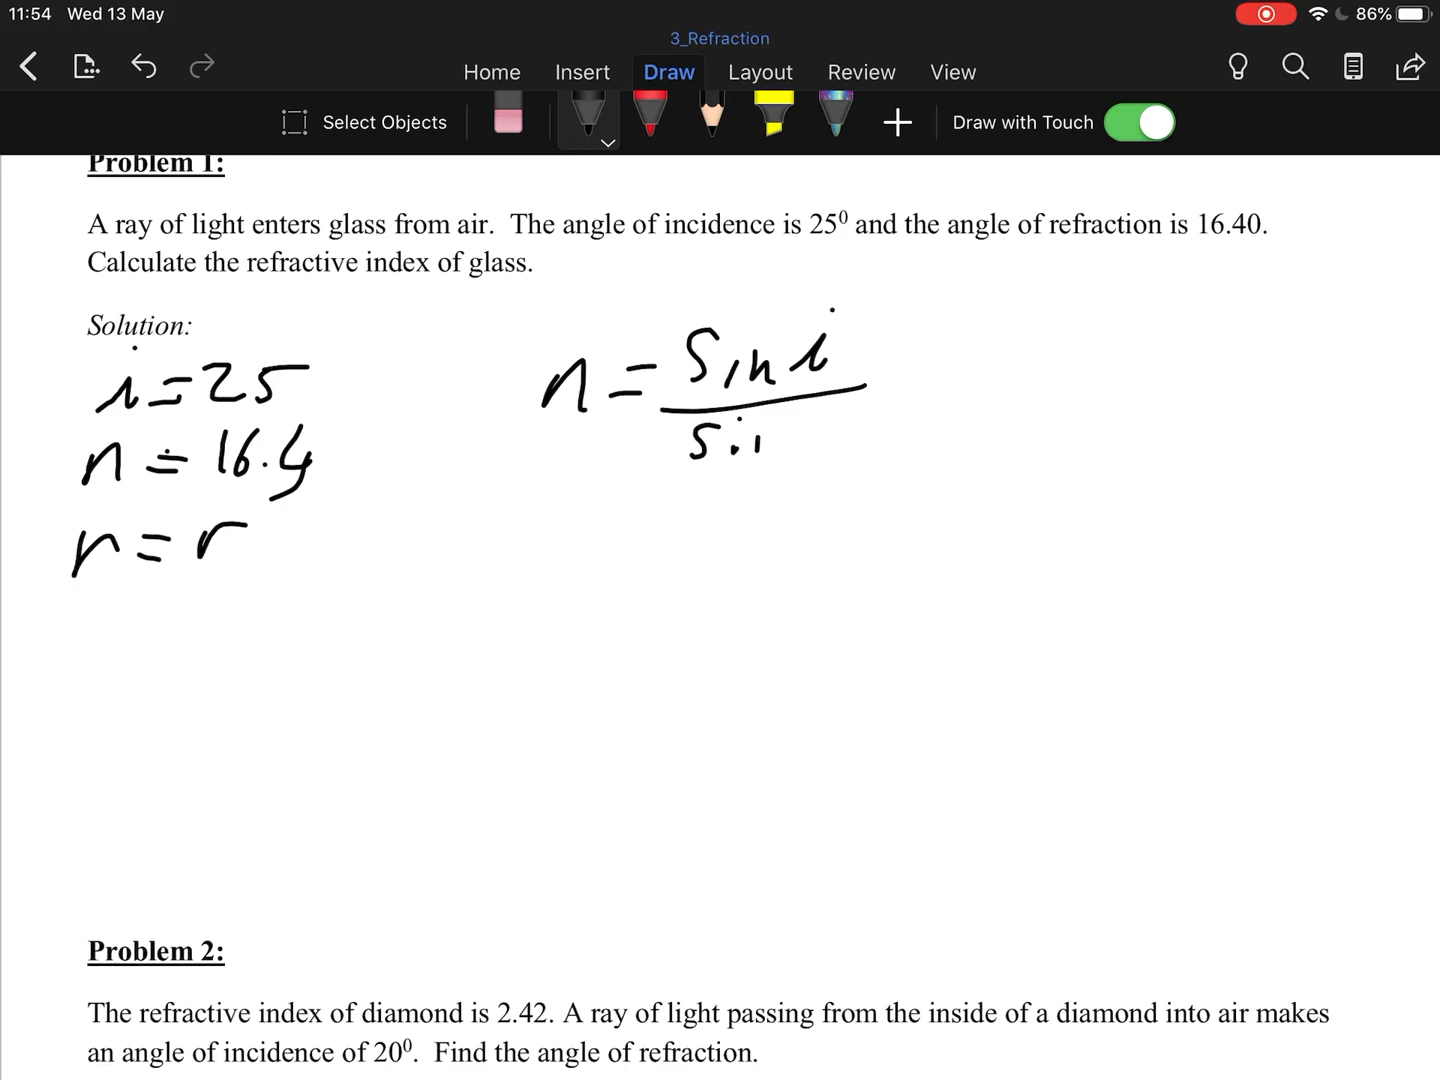 11:54 Wed 13 May 86%
3_Refraction
Home Insert Draw Layout Review View
Select Objects Draw with Touch
Problem 1:
A ray of light enters glass from air. The angle of incidence is 25⁰ and the angle of refraction is 16.40.
Calculate the refractive index of glass.
Solution:
i = 25
n = 16.4
n = r
n = Sin i
Sii
Problem 2:
The refractive index of diamond is 2.42. A ray of light passing from the inside of a diamond into air makes
an angle of incidence of 20⁰. Find the angle of refraction.